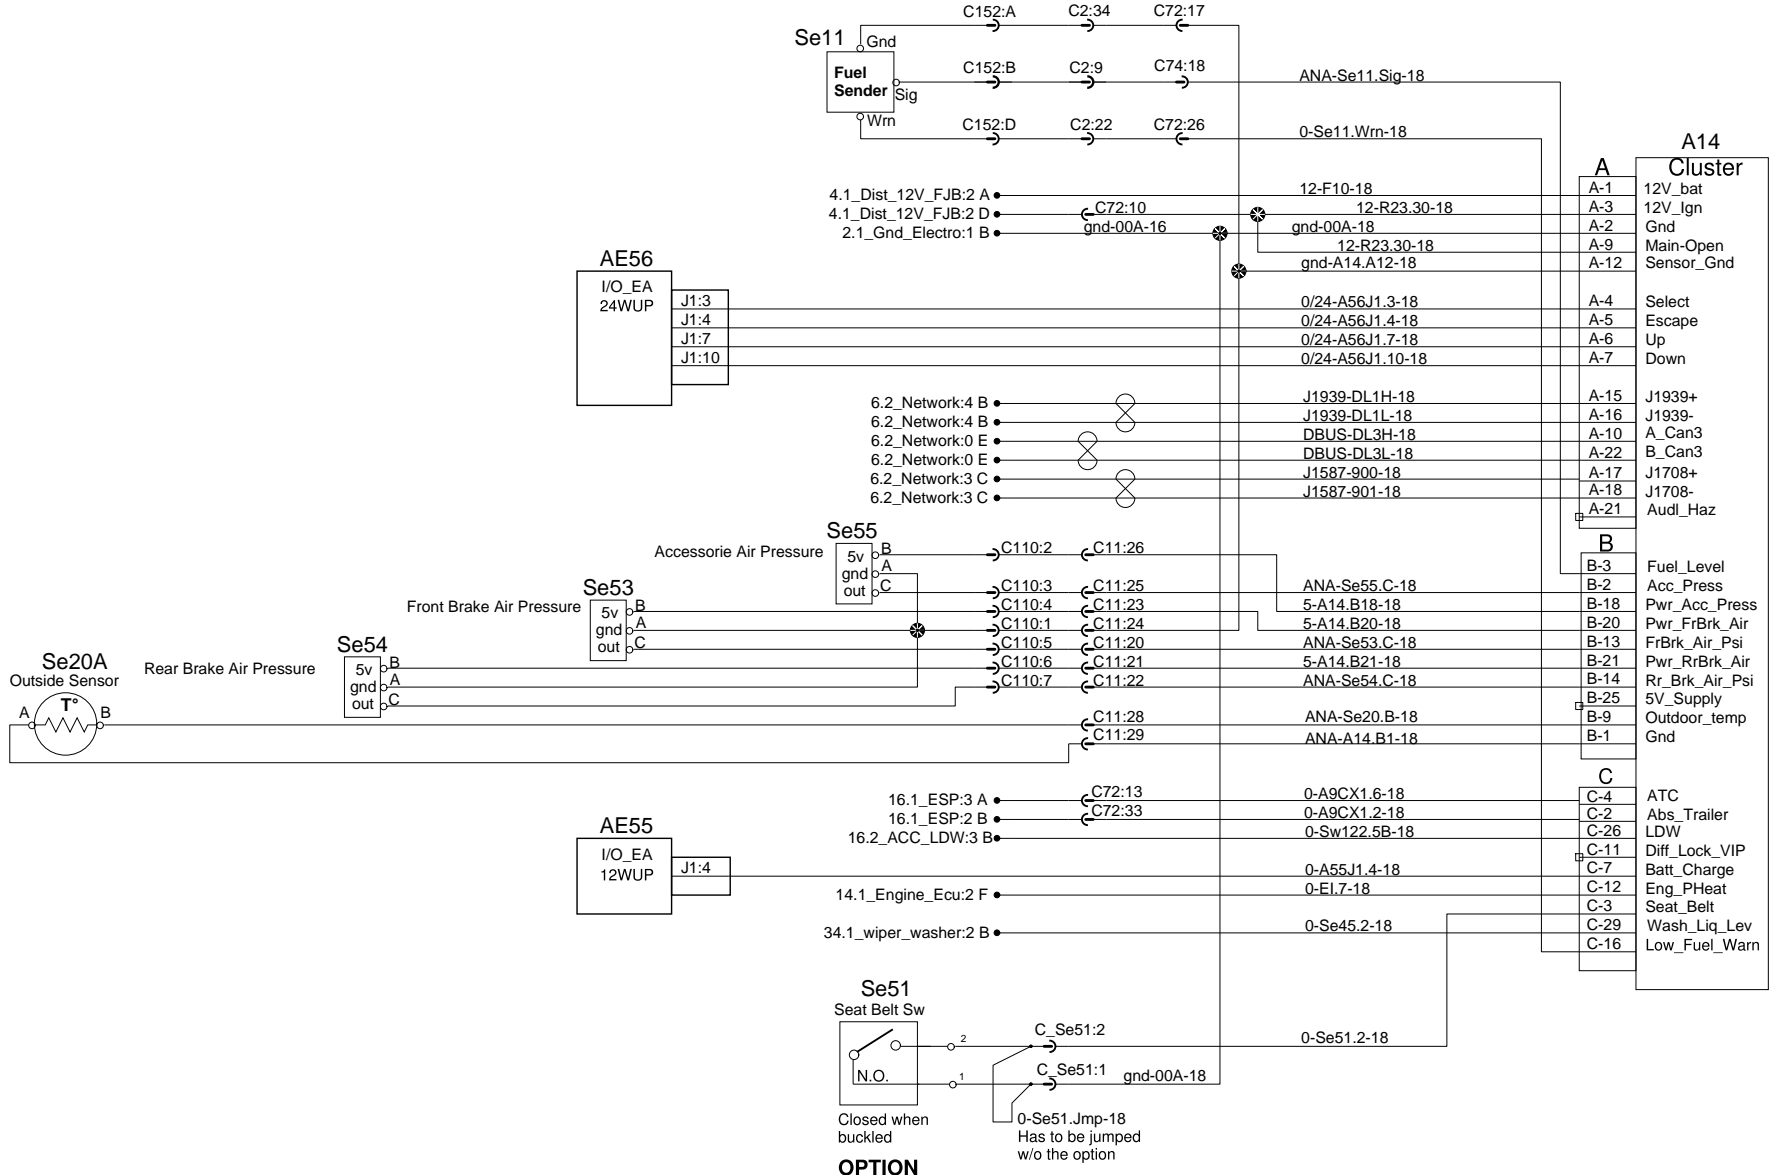 C152:A C2:34 C72:17
Se11 Gnd
Fuel
Sender
C152:B C2:9 C74:18 ANA-Se11.Sig-18
Sig
Wrn
C152:D C2:22 C72:26 0-Se11.Wrn-18
A14
Cluster
A
4.1_Dist_12V_FJB:2 A 12-F10-18 A-1 12V_bat
4.1_Dist_12V_FJB:2 D C72:10 12-R23.30-18 A-3 12V_Ign
2.1_Gnd_Electro:1 B gnd-00A-16 gnd-00A-18 A-2 Gnd
12-R23.30-18 A-9 Main-Open
gnd-A14.A12-18 A-12 Sensor_Gnd
AE56
I/O_EA
24WUP
J1:3 0/24-A56J1.3-18 A-4 Select
J1:4 0/24-A56J1.4-18 A-5 Escape
J1:7 0/24-A56J1.7-18 A-6 Up
J1:10 0/24-A56J1.10-18 A-7 Down
6.2_Network:4 B J1939-DL1H-18 A-15 J1939+
6.2_Network:4 B J1939-DL1L-18 A-16 J1939-
6.2_Network:0 E DBUS-DL3H-18 A-10 A_Can3
6.2_Network:0 E DBUS-DL3L-18 A-22 B_Can3
6.2_Network:3 C J1587-900-18 A-17 J1708+
6.2_Network:3 C J1587-901-18 A-18 J1708-
A-21 Audl_Haz
Se55
Accessorie Air Pressure 5v B C110:2 C11:26
gnd A
out C C110:3 C11:25 ANA-Se55.C-18
B
B-3 Fuel_Level
B-2 Acc_Press
Se53
Front Brake Air Pressure 5v B C110:4 C11:23 5-A14.B18-18 B-18 Pwr_Acc_Press
gnd A C110:1 C11:24 5-A14.B20-18 B-20 Pwr_FrBrk_Air
out C C110:5 C11:20 ANA-Se53.C-18 B-13 FrBrk_Air_Psi
Se54
Rear Brake Air Pressure 5v B C110:6 C11:21 5-A14.B21-18 B-21 Pwr_RrBrk_Air
gnd A C110:7 C11:22 ANA-Se54.C-18 B-14 Rr_Brk_Air_Psi
out C B-25 5V_Supply
Se20A
Outside Sensor
T°
A B C11:28 ANA-Se20.B-18 B-9 Outdoor_temp
C11:29 ANA-A14.B1-18 B-1 Gnd
C
16.1_ESP:3 A C72:13 0-A9CX1.6-18 C-4 ATC
16.1_ESP:2 B C72:33 0-A9CX1.2-18 C-2 Abs_Trailer
16.2_ACC_LDW:3 B 0-Sw122.5B-18 C-26 LDW
C-11 Diff_Lock_VIP
AE55
I/O_EA
12WUP
J1:4 0-A55J1.4-18 C-7 Batt_Charge
14.1_Engine_Ecu:2 F 0-EI.7-18 C-12 Eng_PHeat
C-3 Seat_Belt
34.1_wiper_washer:2 B 0-Se45.2-18 C-29 Wash_Liq_Lev
C-16 Low_Fuel_Warn
Se51
Seat Belt Sw
2 C_Se51:2 0-Se51.2-18
N.O. 1 C_Se51:1 gnd-00A-18
Closed when
buckled
0-Se51.Jmp-18
Has to be jumped
w/o the option
OPTION